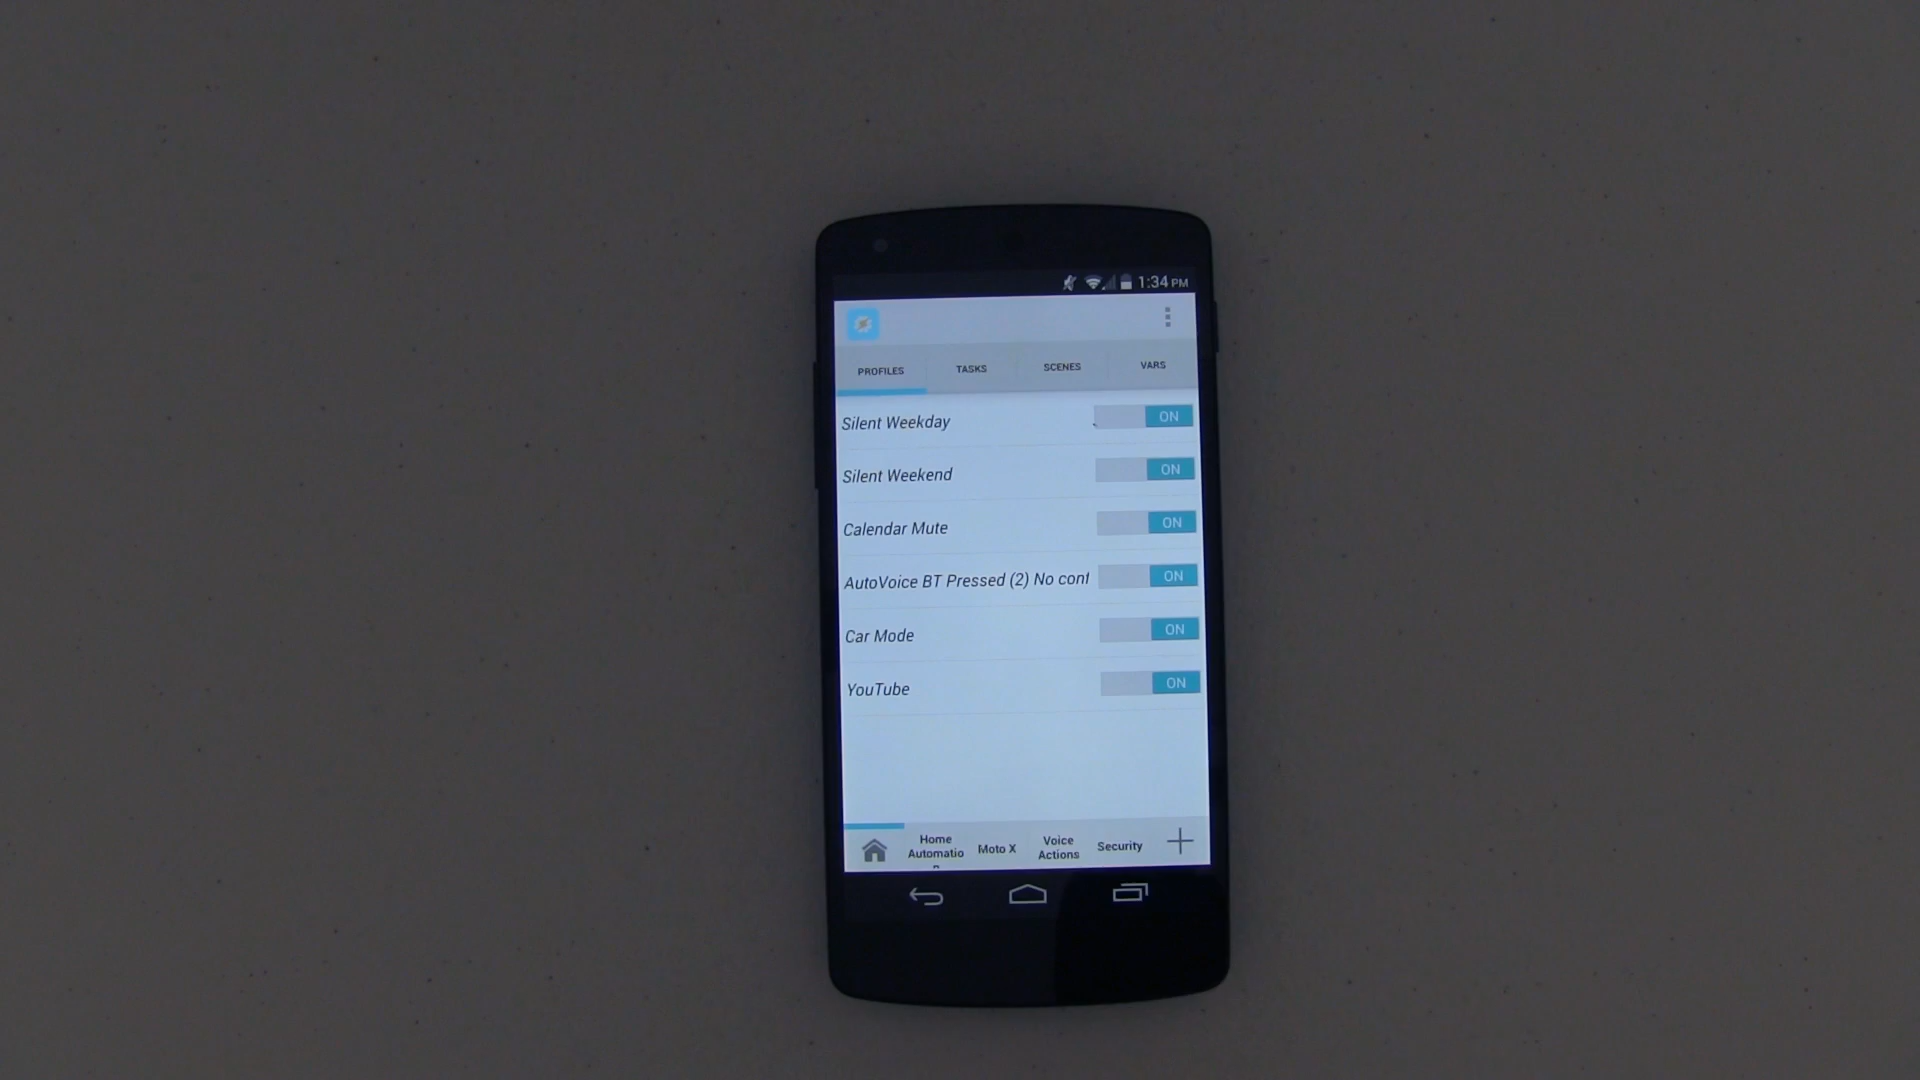 1:34 PM
PROFILES TASKS SCENES VARS
Silent Weekday ON
Silent Weekend ON
Calendar Mute ON
AutoVoice BT Pressed (2) No conf ON
Car Mode ON
YouTube ON
Home
Automatio
n
Moto X
Voice
Actions
Security